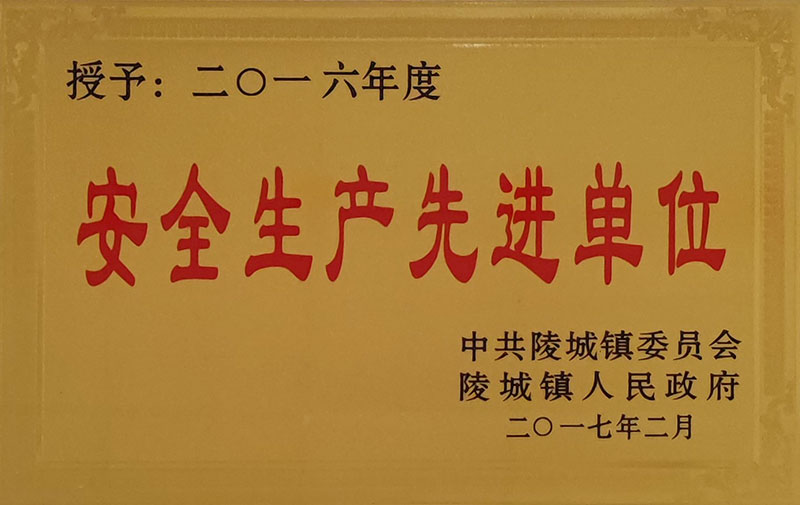 授予：二〇一六年度
安全生产先进单位
中共陵城镇委员会
陵城镇人民政府
二〇一七年二月